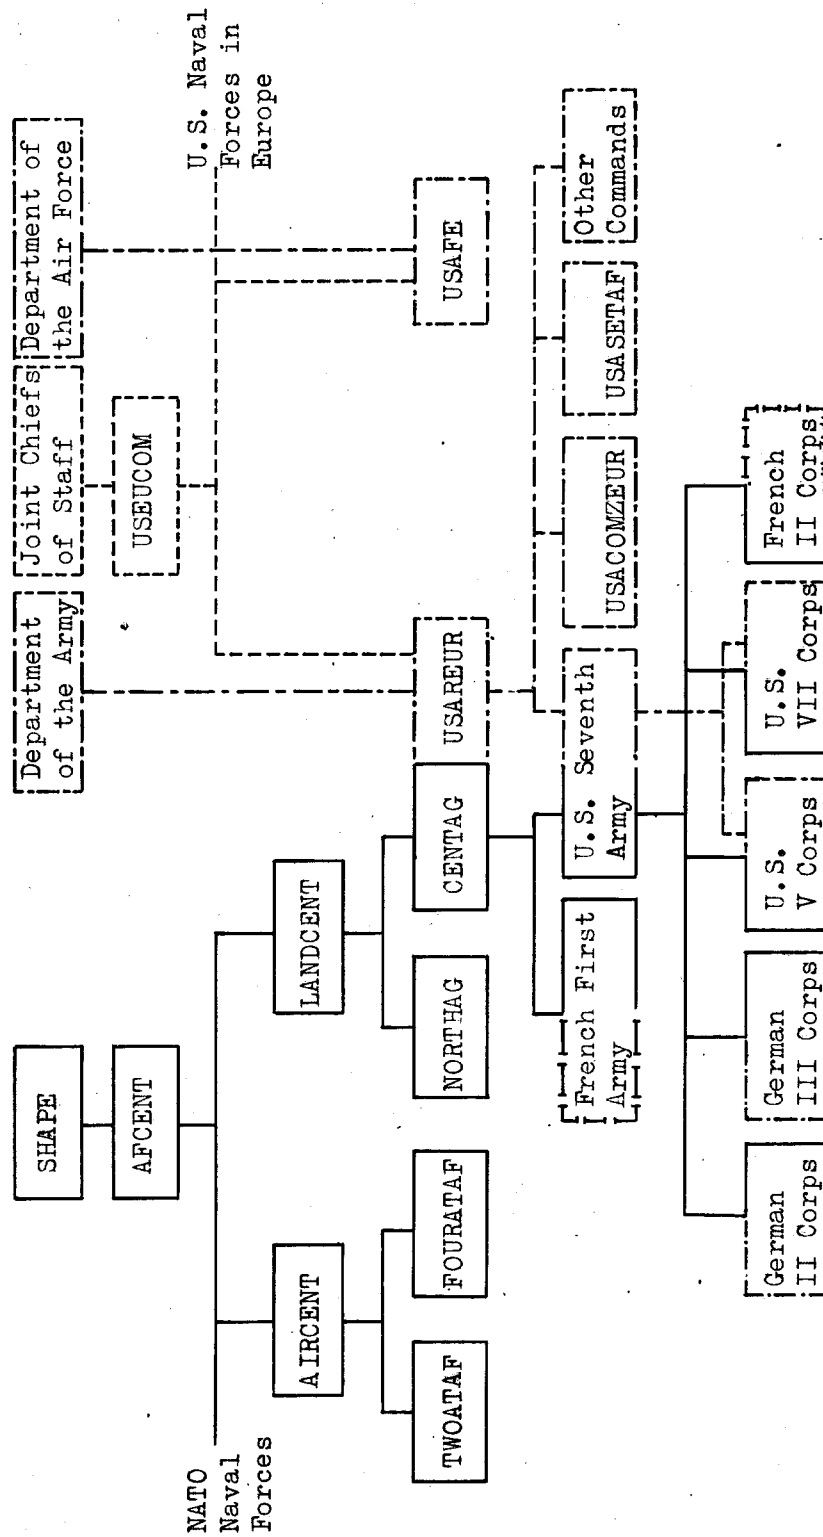 SHAPE
AFCENT
NATO
Naval
Forces
AIRCENT
LANDCENT
TWOATAF
FOURATAF
NORTHAG
CENTAG
Department
of the Army
Joint Chiefs
of Staff
Department of
the Air Force
USEUCOM
U.S. Naval
Forces in
Europe
USAREUR
USAFE
French First
Army
U.S. Seventh
Army
USACOMZEUR
USASETAF
Other
Commands
German
II Corps
German
III Corps
U.S.
V Corps
U.S.
VII Corps
French
II Corps